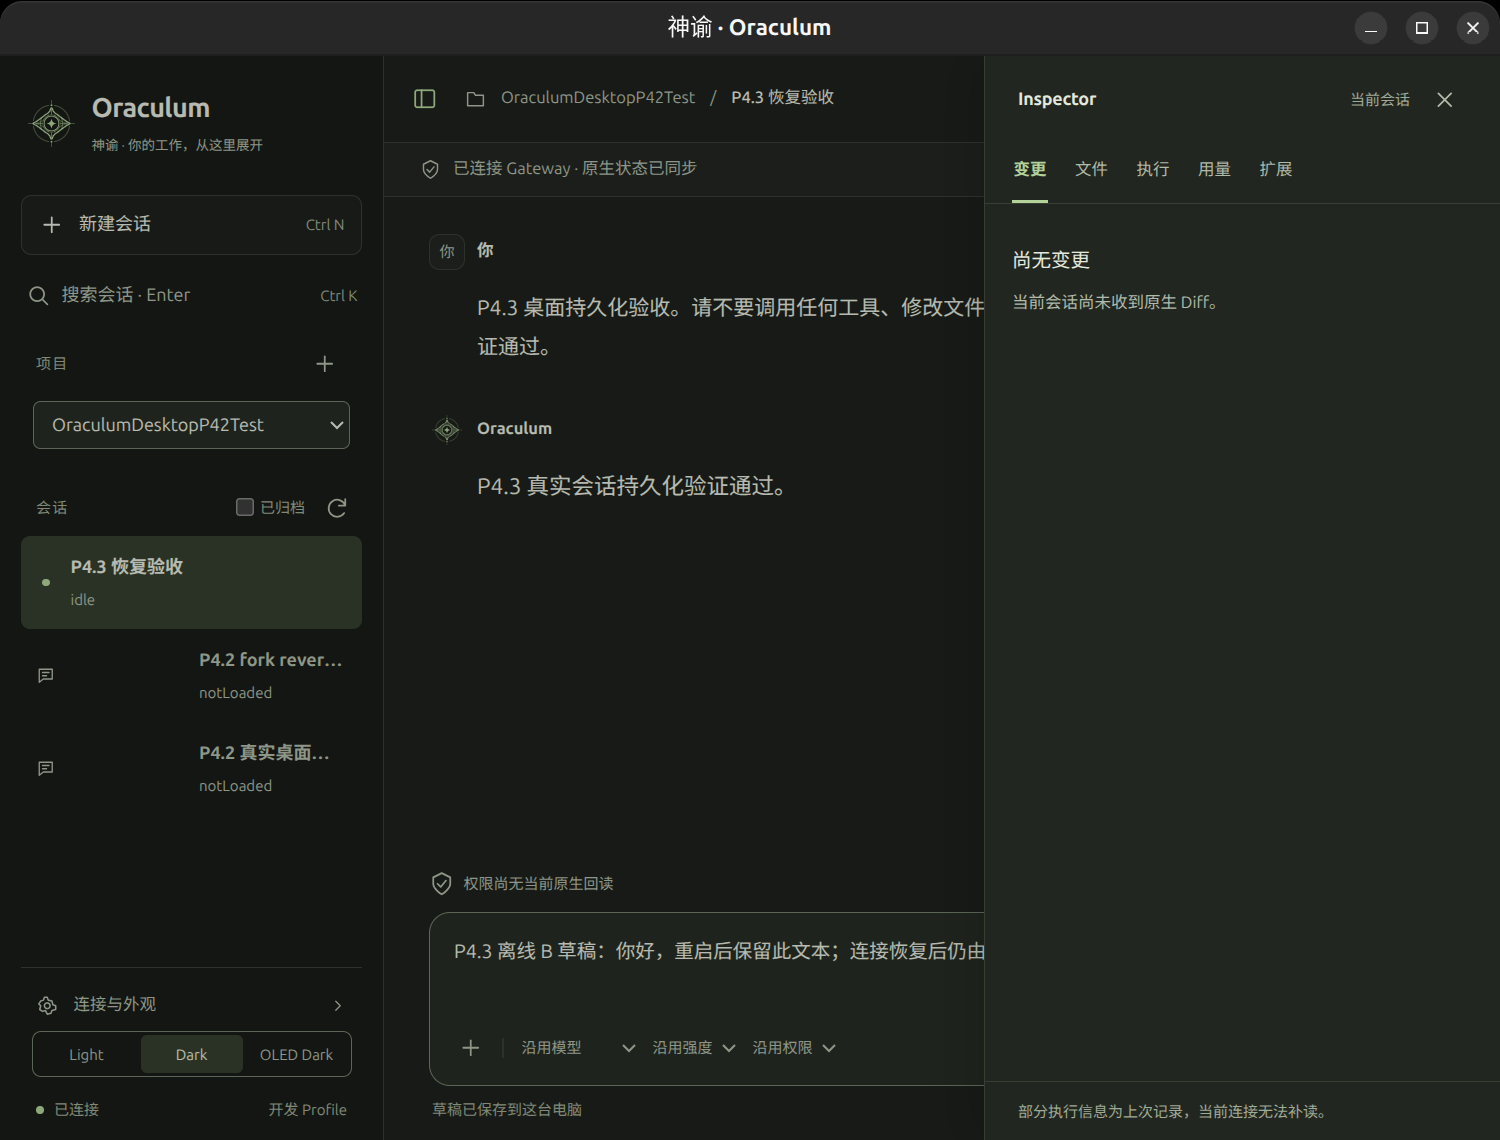 神谕 · Oraculum
Oraculum
神谕 · 你的工作，从这里展开
新建会话 Ctrl N
搜索会话 · Enter Ctrl K
项目
OraculumDesktopP42Test
会话 已归档
P4.3 恢复验收
idle
P4.2 fork rever...
notLoaded
P4.2 真实桌面...
notLoaded
连接与外观
Light Dark OLED Dark
已连接 开发 Profile
OraculumDesktopP42Test / P4.3 恢复验收
已连接 Gateway · 原生状态已同步
你 你
P4.3 桌面持久化验收。请不要调用任何工具、修改文件
证通过。
Oraculum
P4.3 真实会话持久化验证通过。
权限尚无当前原生回读
P4.3 离线 B 草稿：你好，重启后保留此文本；连接恢复后仍由
沿用模型 沿用强度 沿用权限
草稿已保存到这台电脑
Inspector 当前会话
变更 文件 执行 用量 扩展
尚无变更
当前会话尚未收到原生 Diff。
部分执行信息为上次记录，当前连接无法补读。